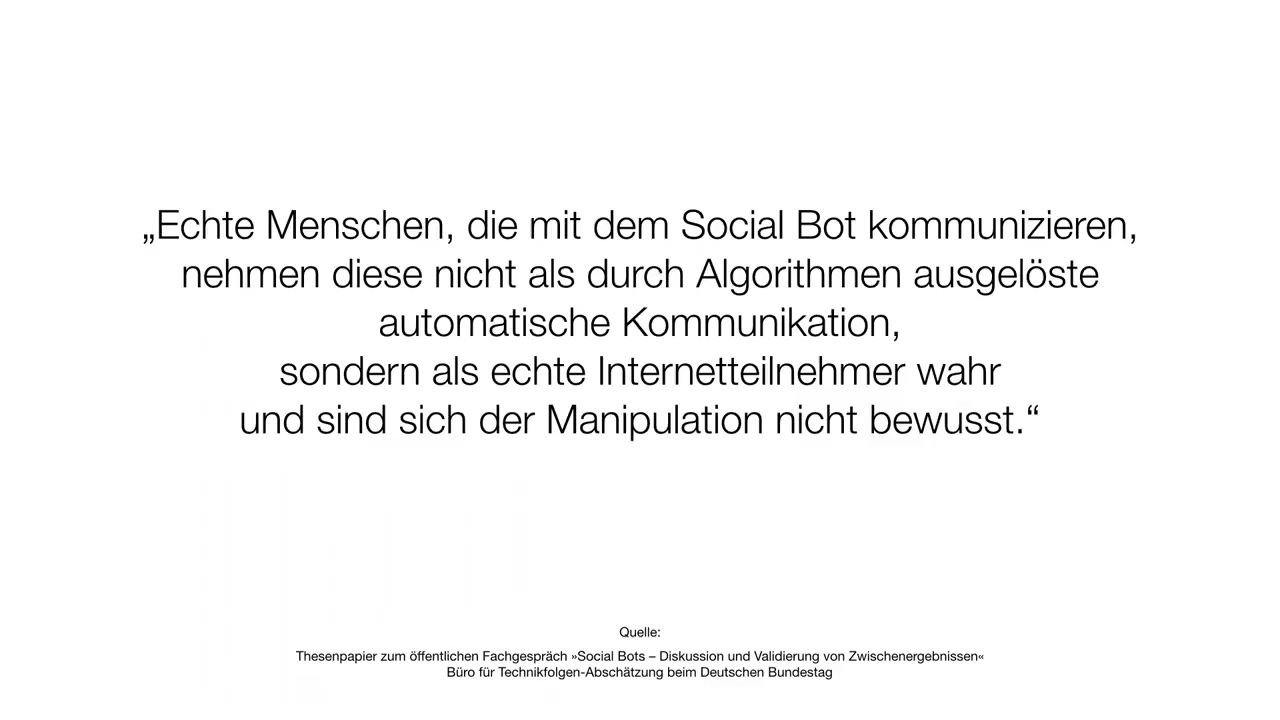 „Echte Menschen, die mit dem Social Bot kommunizieren,
nehmen diese nicht als durch Algorithmen ausgelöste
automatische Kommunikation,
sondern als echte Internetteilnehmer wahr
und sind sich der Manipulation nicht bewusst.“
Quelle:
Thesenpapier zum öffentlichen Fachgespräch »Social Bots – Diskussion und Validierung von Zwischenergebnissen«
Büro für Technikfolgen-Abschätzung beim Deutschen Bundestag